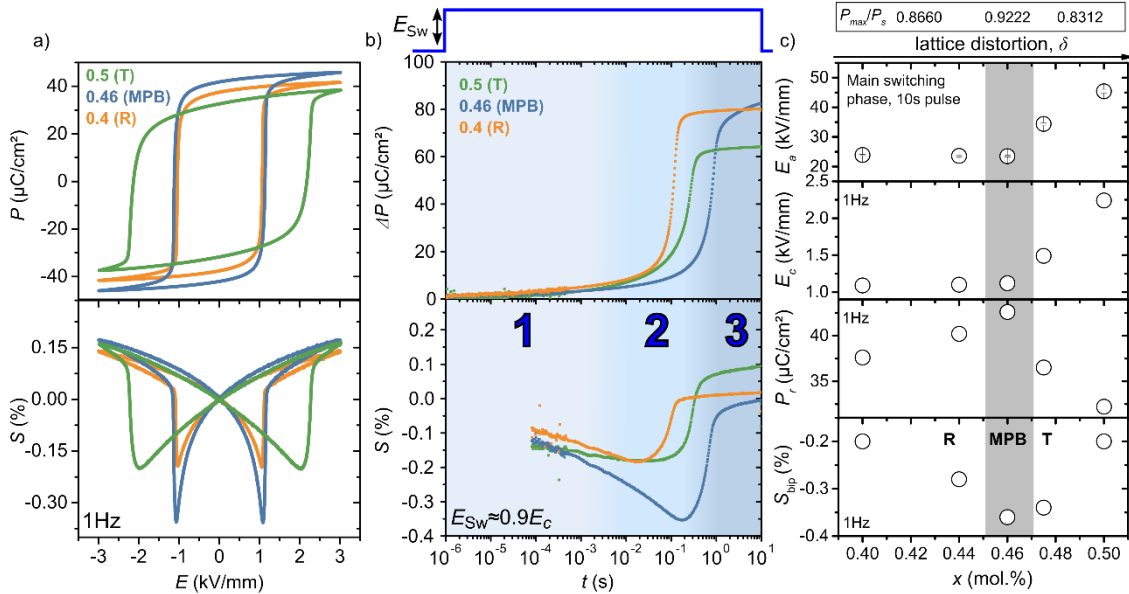 a)
0.5 (T)
0.46 (MPB)
0.4 (R)
P (µC/cm²)
40
20
0
-20
-40
S (%)
0.15
0.00
-0.15
-0.30
1Hz
-3 -2 -1 0 1 2 3
E (kV/mm)
b)
E_Sw
0.5 (T)
0.46 (MPB)
0.4 (R)
ΔP (µC/cm²)
100
80
60
40
20
0
1 2 3
S (%)
0.2
0.1
0.0
-0.1
-0.2
-0.3
-0.4
E_Sw≈0.9E_c
10⁻⁶ 10⁻⁵ 10⁻⁴ 10⁻³ 10⁻² 10⁻¹ 10⁰ 10¹
t (s)
c)
P_max/P_s 0.8660 0.9222 0.8312
lattice distortion, δ
Main switching
phase, 10s pulse
E_a (kV/mm)
50
40
30
20
1Hz
E_c (kV/mm)
2.5
2.0
1.5
1.0
1Hz
P_r (µC/cm²)
40
35
R MPB T
S_bip (%)
-0.2
-0.3
-0.4
1Hz
0.40 0.42 0.44 0.46 0.48 0.50
x (mol.%)